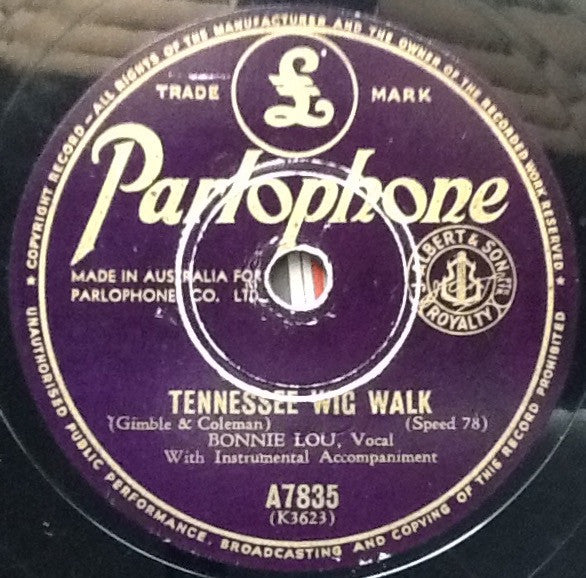 COPYRIGHT RECORD—ALL RIGHTS OF THE MANUFACTURER AND THE OWNER OF THE RECORDED WORK RESERVED
TRADE £ MARK
Parlophone
MADE IN AUSTRALIA FOR
PARLOPHONE CO. LTD.
ALBERT & SON
ROYALTY
TENNESSEE WIG WALK
(Gimble & Coleman) (Speed 78)
BONNIE LOU, Vocal
With Instrumental Accompaniment
A7835
(K3623)
UNAUTHORISED PUBLIC PERFORMANCE, BROADCASTING AND COPYING OF THIS RECORD PROHIBITED